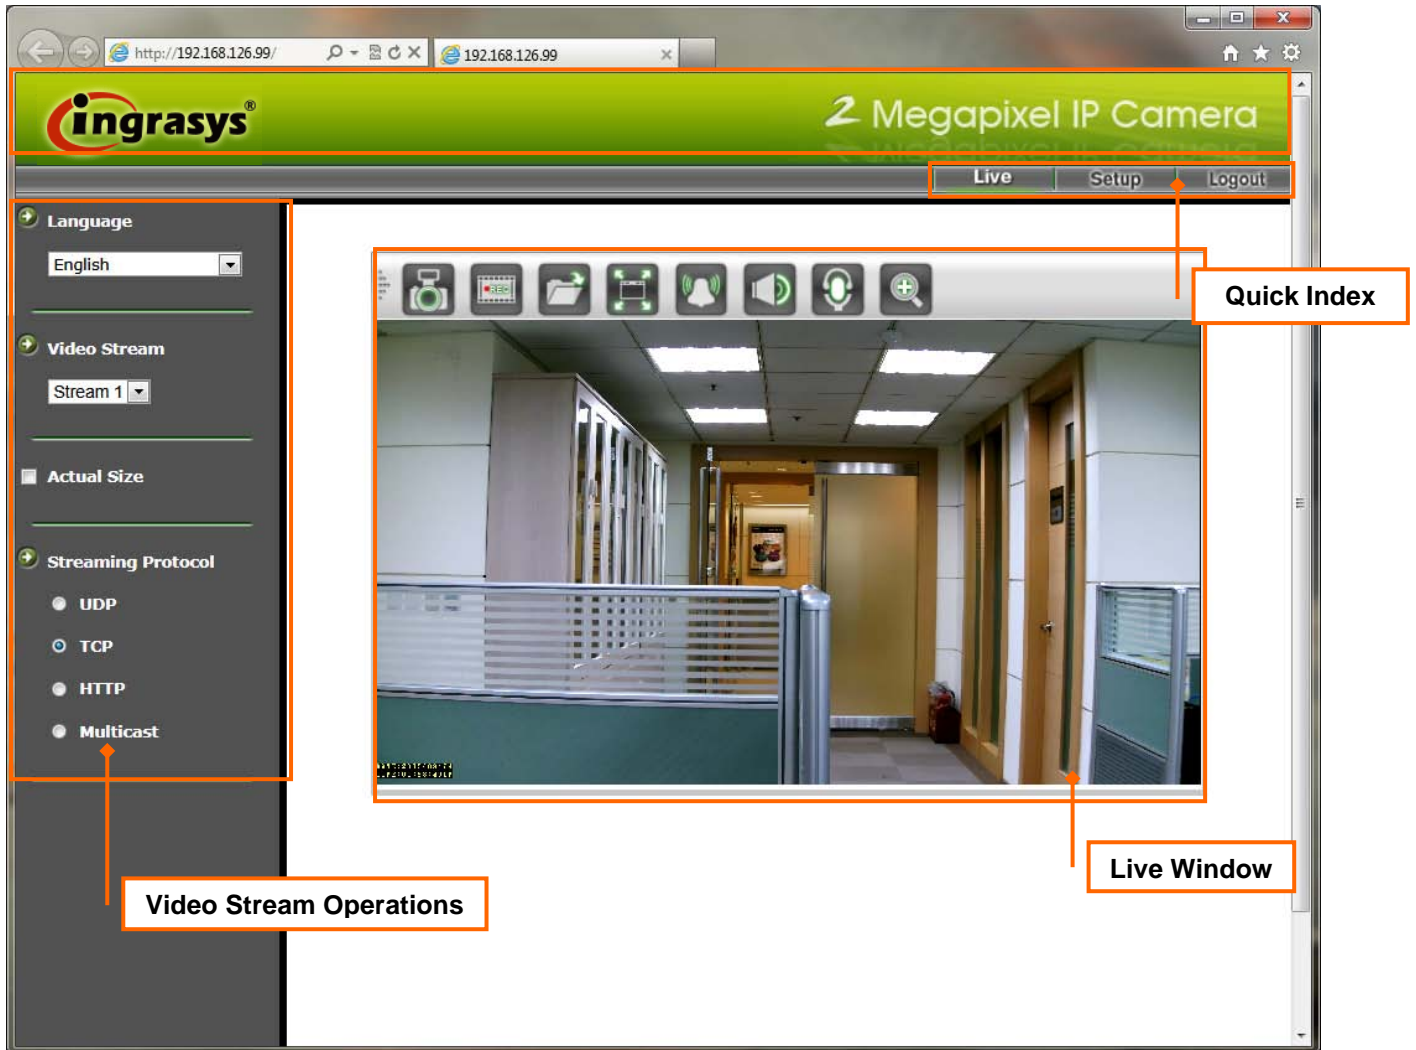 http://192.168.126.99/
192.168.126.99
ingrasys®
2 Megapixel IP Camera
Live
Setup
Logout
Language
English
Quick Index
REC
Video Stream
Stream 1
Actual Size
Streaming Protocol
UDP
TCP
HTTP
Multicast
Live Window
Video Stream Operations